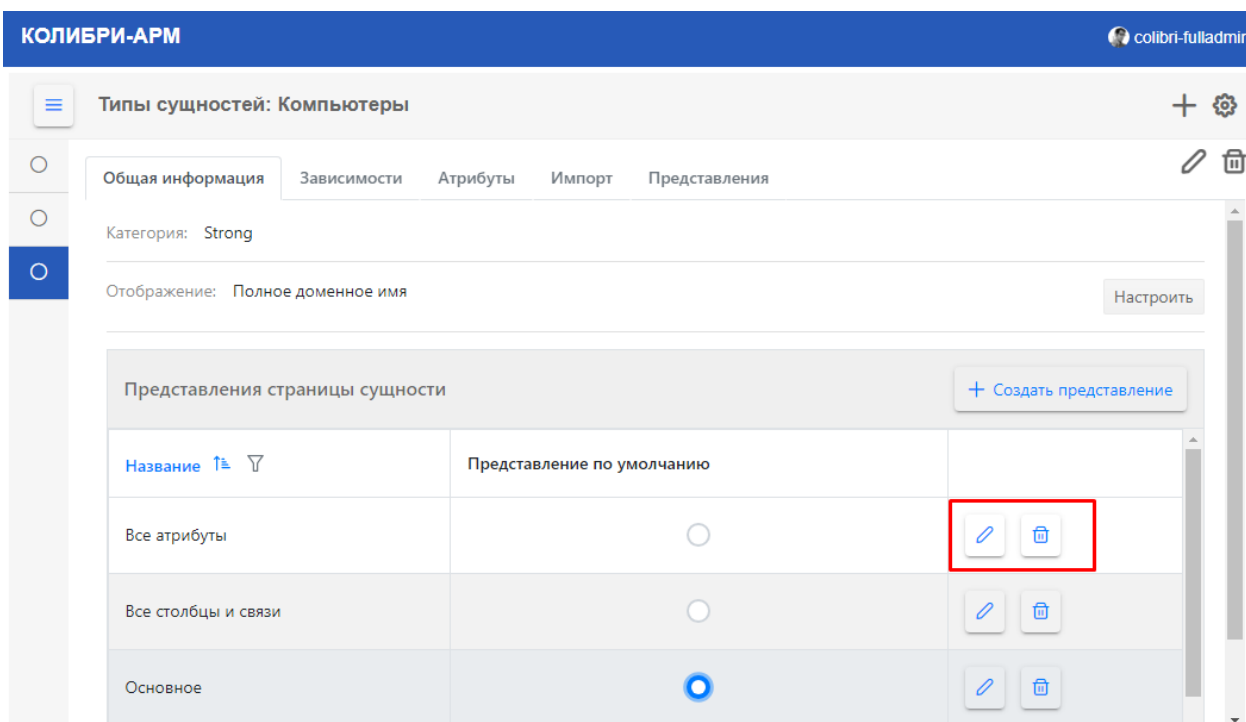 КОЛИБРИ-АРМ
colibri-fulladmin
Типы сущностей: Компьютеры
Общая информация Зависимости Атрибуты Импорт Представления
Категория: Strong
Отображение: Полное доменное имя
Настроить
Представления страницы сущности
Создать представление
Название Представление по умолчанию
Все атрибуты
Все столбцы и связи
Основное